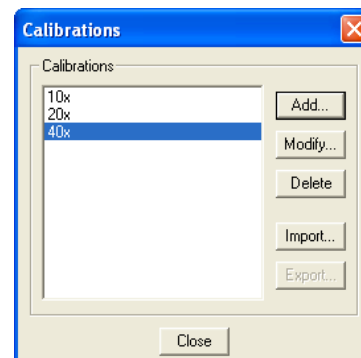 Calibrations
Calibrations
10x
20x
40x
Add...
Modify...
Delete
Import...
Export...
Close